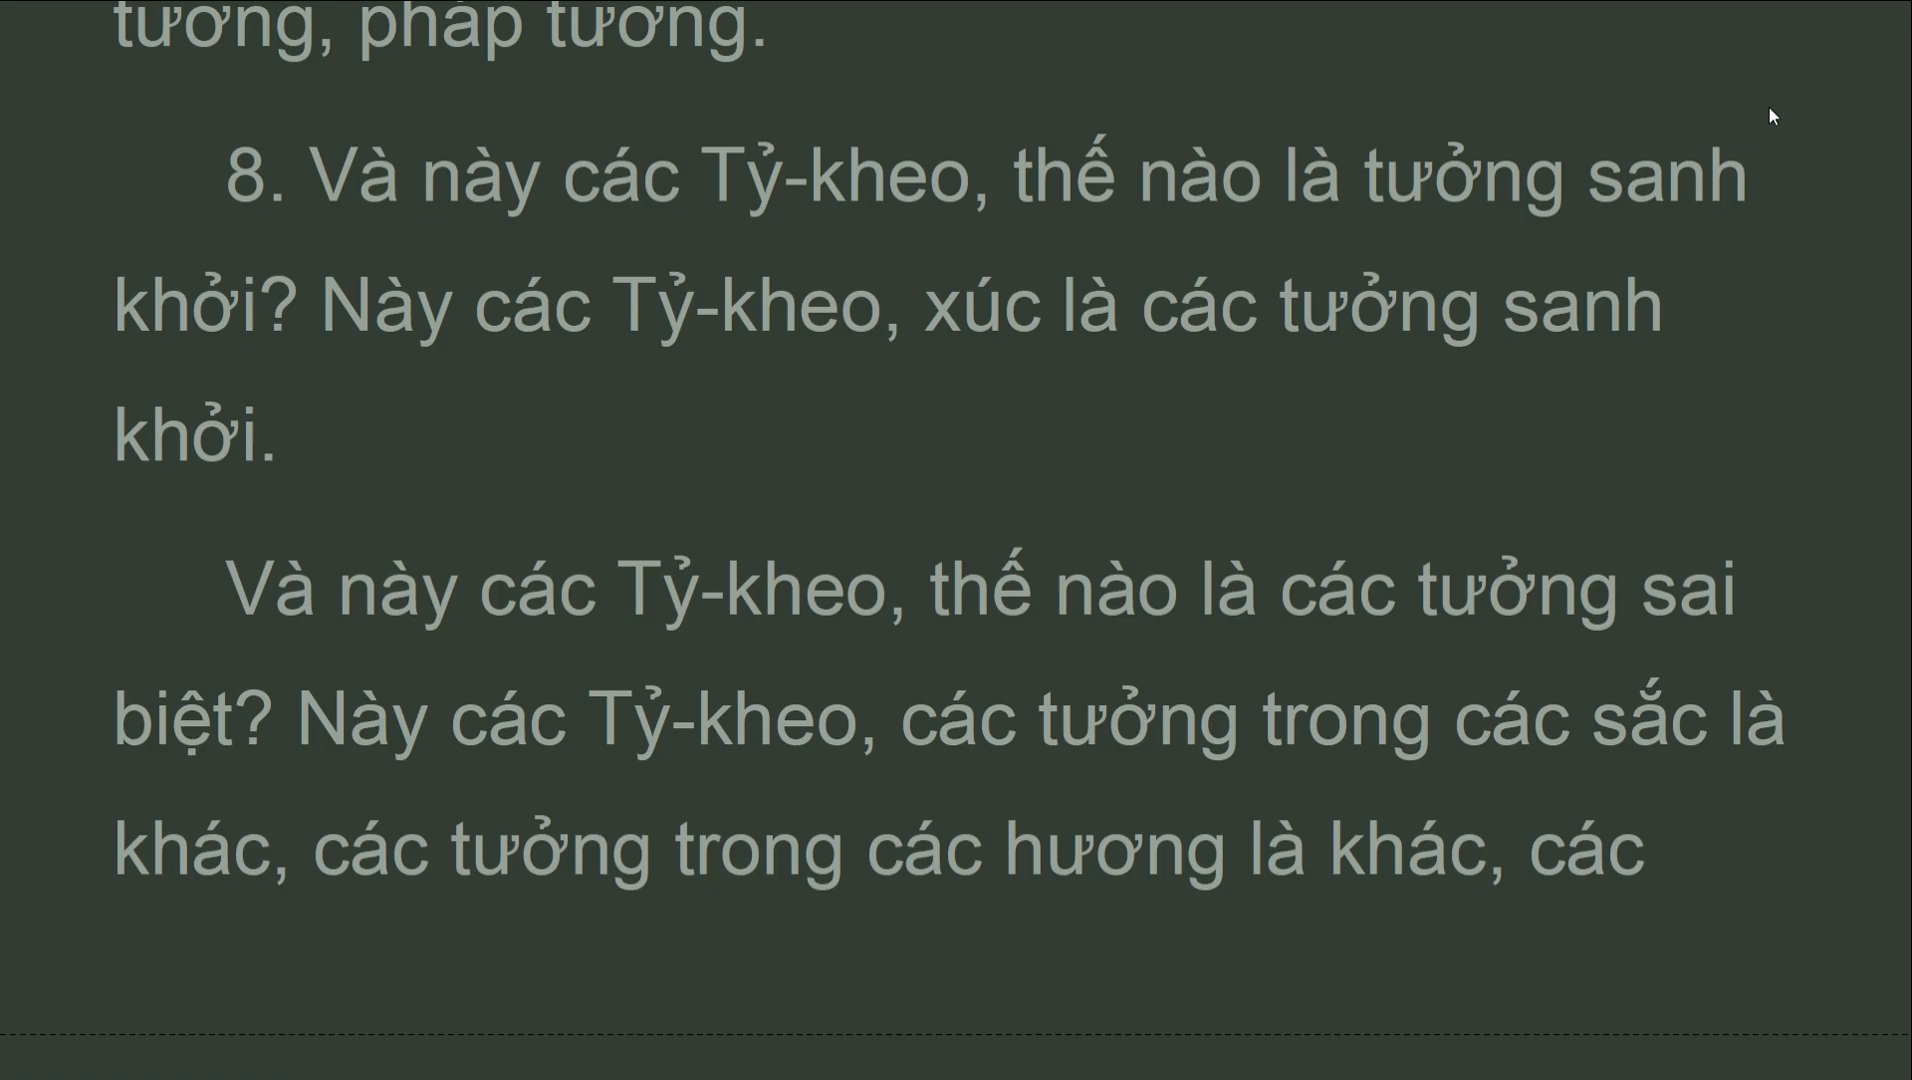 tưởng, pháp tưởng.
8. Và này các Tỷ-kheo, thế nào là tưởng sanh
khởi? Này các Tỷ-kheo, xúc là các tưởng sanh
khởi.
Và này các Tỷ-kheo, thế nào là các tưởng sai
biệt? Này các Tỷ-kheo, các tưởng trong các sắc là
khác, các tưởng trong các hương là khác, các